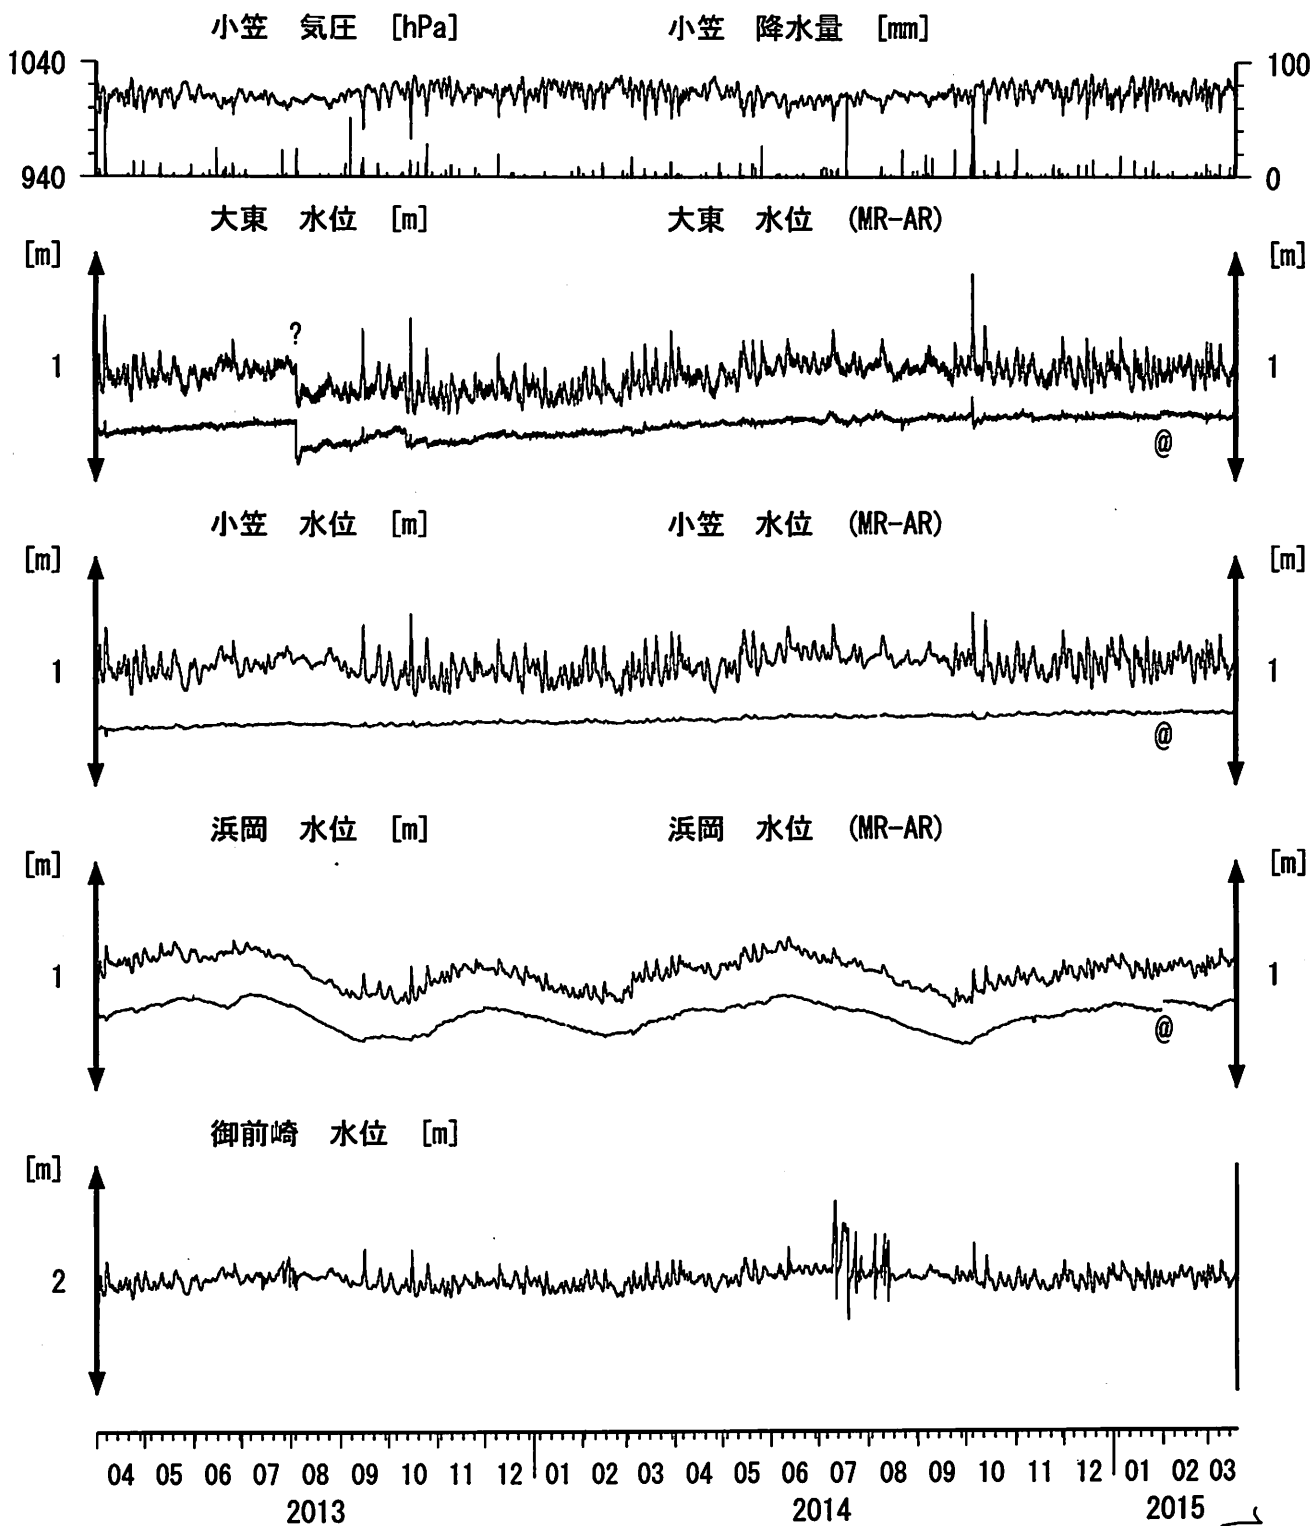 小笠 気圧 [hPa] 小笠 降水量 [mm]
1040 100
940 0
大東 水位 [m] 大東 水位 (MR-AR)
[m] [m]
?
1 1
@
小笠 水位 [m] 小笠 水位 (MR-AR)
[m] [m]
1 1
@
浜岡 水位 [m] 浜岡 水位 (MR-AR)
[m] [m]
1 1
@
御前崎 水位 [m]
[m]
2
04 05 06 07 08 09 10 11 12 01 02 03 04 05 06 07 08 09 10 11 12 01 02 03
2013 2014 2015